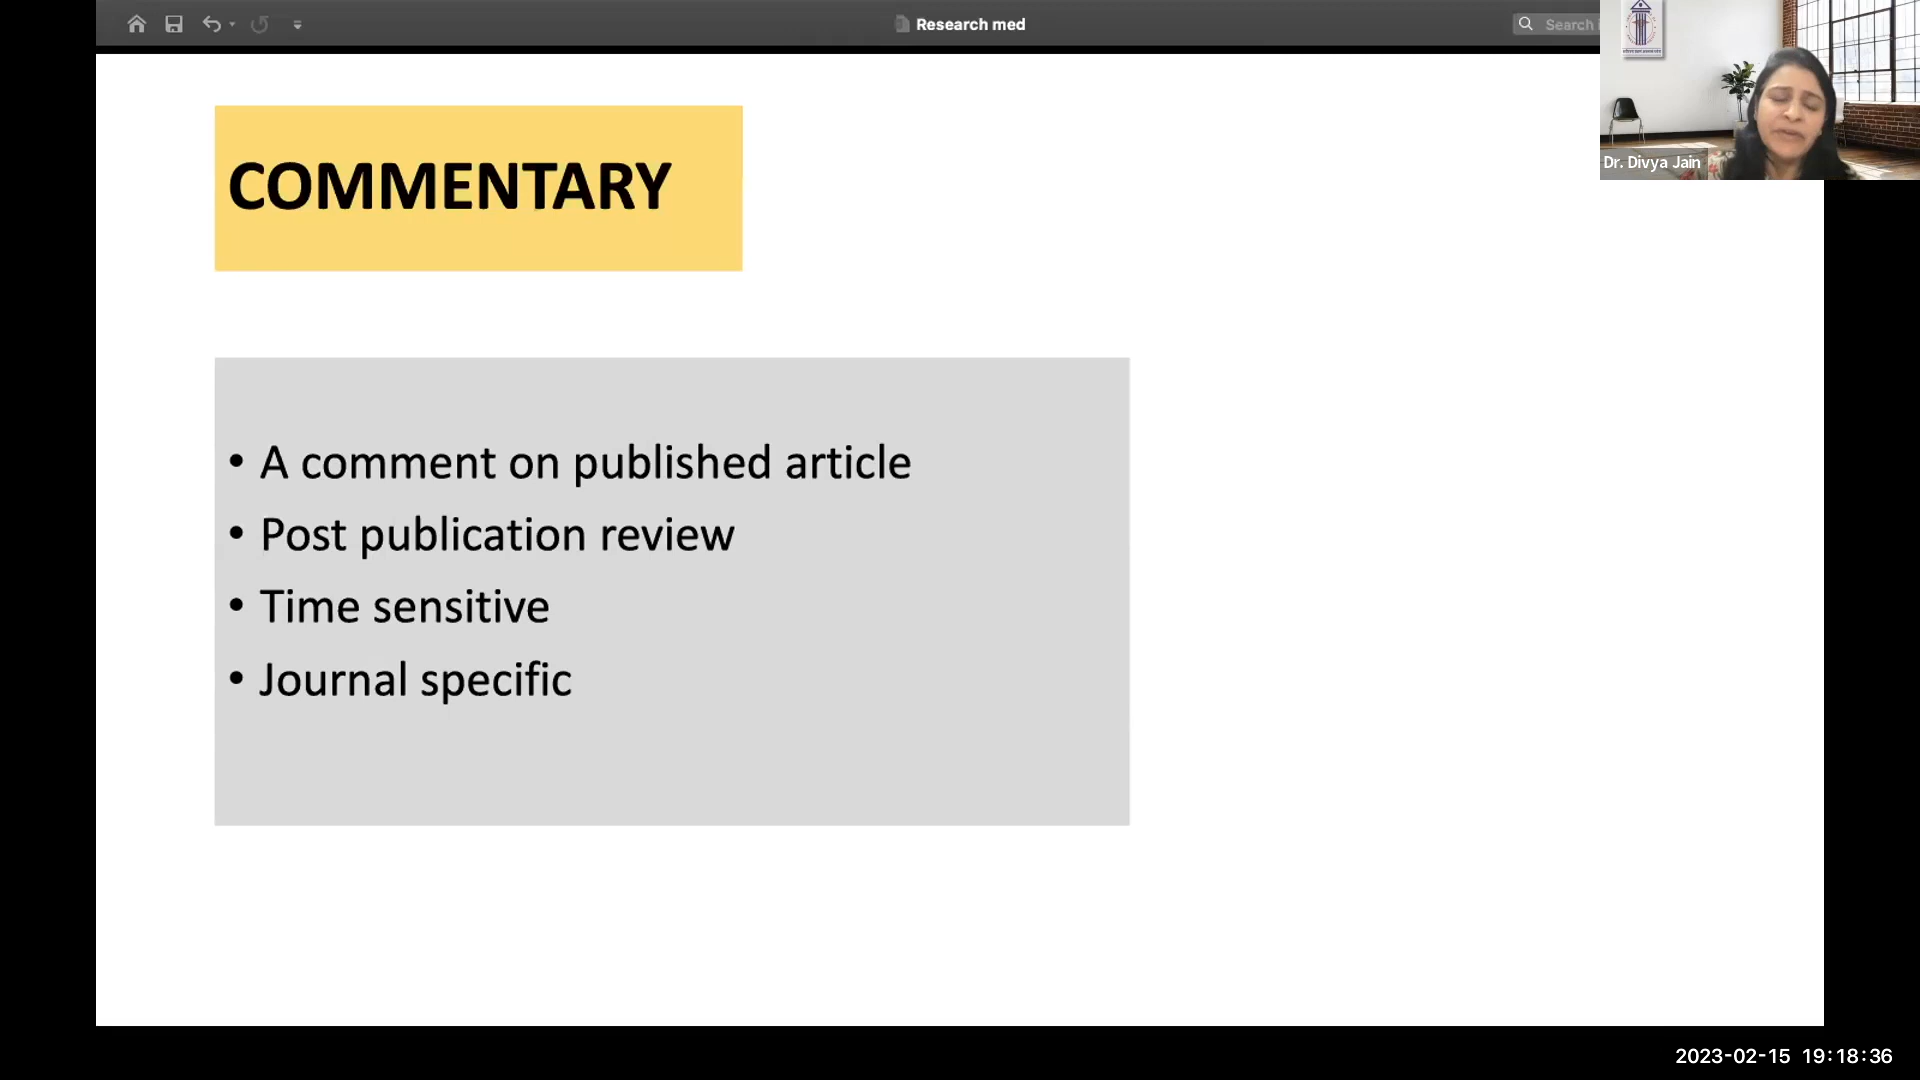 Research med
Search i
Dr. Divya Jain
COMMENTARY
• A comment on published article
• Post publication review
• Time sensitive
• Journal specific
2023-02-15 19:18:36